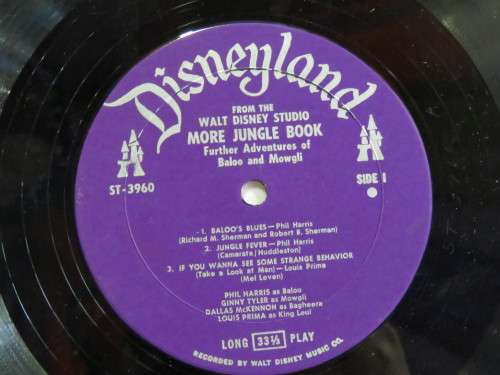 Disneyland
FROM THE
WALT DISNEY STUDIO
MORE JUNGLE BOOK
Further Adventures of
Baloo and Mowgli
ST-3960
SIDE 1
1. BALOO'S BLUES—Phil Harris
(Richard M. Sherman and Robert B. Sherman)
2. JUNGLE FEVER—Phil Harris
(Camarata/Huddleston)
3. IF YOU WANNA SEE SOME STRANGE BEHAVIOR
(Take a Look at Man)—Louis Prima
(Mel Leven)
PHIL HARRIS as Baloo
GINNY TYLER as Mowgli
DALLAS McKENNON as Bagheera
LOUIS PRIMA as King Loui
LONG 33⅓ PLAY
RECORDED BY WALT DISNEY MUSIC CO.